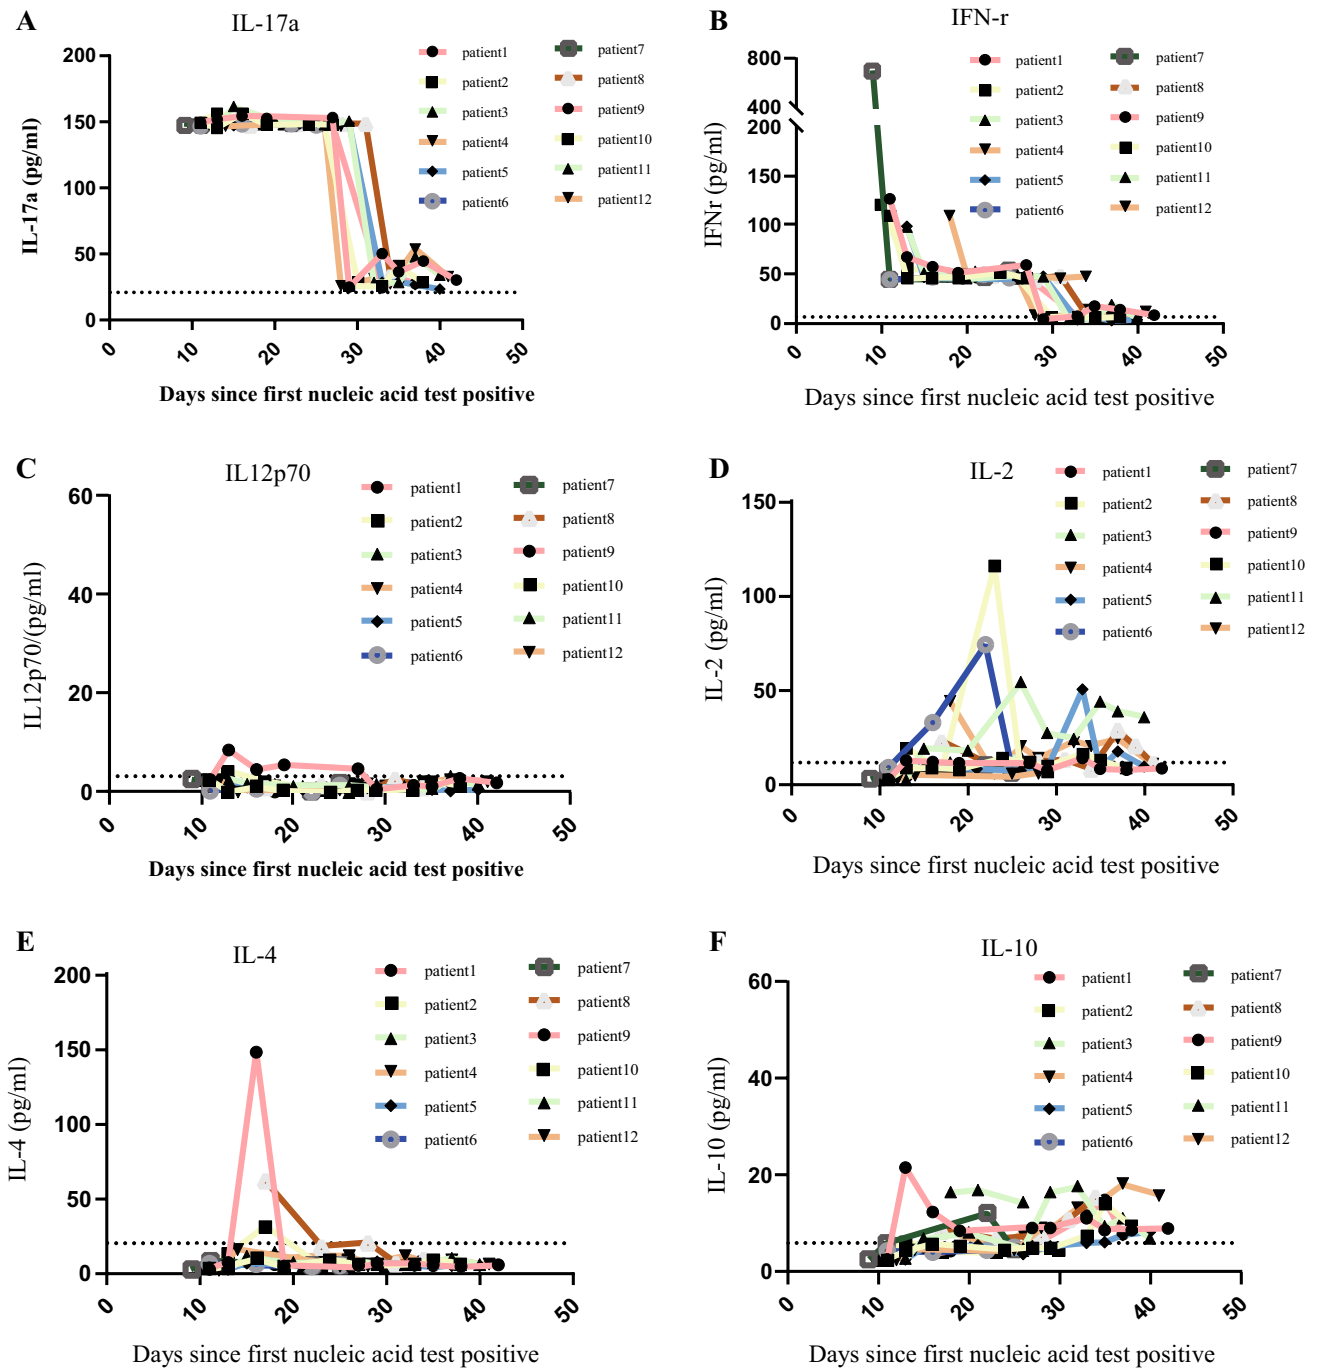 A
IL-17a
IL-17a (pg/ml)
200
150
100
50
0
0
10
20
30
40
50
Days since first nucleic acid test positive
patient1
patient2
patient3
patient4
patient5
patient6
patient7
patient8
patient9
patient10
patient11
patient12
B
IFN-r
IFNr (pg/ml)
800
400
200
150
100
50
0
0
10
20
30
40
50
Days since first nucleic acid test positive
patient1
patient2
patient3
patient4
patient5
patient6
patient7
patient8
patient9
patient10
patient11
patient12
C
IL12p70
IL12p70/(pg/ml)
60
40
20
0
0
10
20
30
40
50
Days since first nucleic acid test positive
patient1
patient2
patient3
patient4
patient5
patient6
patient7
patient8
patient9
patient10
patient11
patient12
D
IL-2
IL-2 (pg/ml)
150
100
50
0
0
10
20
30
40
50
Days since first nucleic acid test positive
patient1
patient2
patient3
patient4
patient5
patient6
patient7
patient8
patient9
patient10
patient11
patient12
E
IL-4
IL-4 (pg/ml)
200
150
100
50
0
0
10
20
30
40
50
Days since first nucleic acid test positive
patient1
patient2
patient3
patient4
patient5
patient6
patient7
patient8
patient9
patient10
patient11
patient12
F
IL-10
IL-10 (pg/ml)
60
40
20
0
0
10
20
30
40
50
Days since first nucleic acid test positive
patient1
patient2
patient3
patient4
patient5
patient6
patient7
patient8
patient9
patient10
patient11
patient12